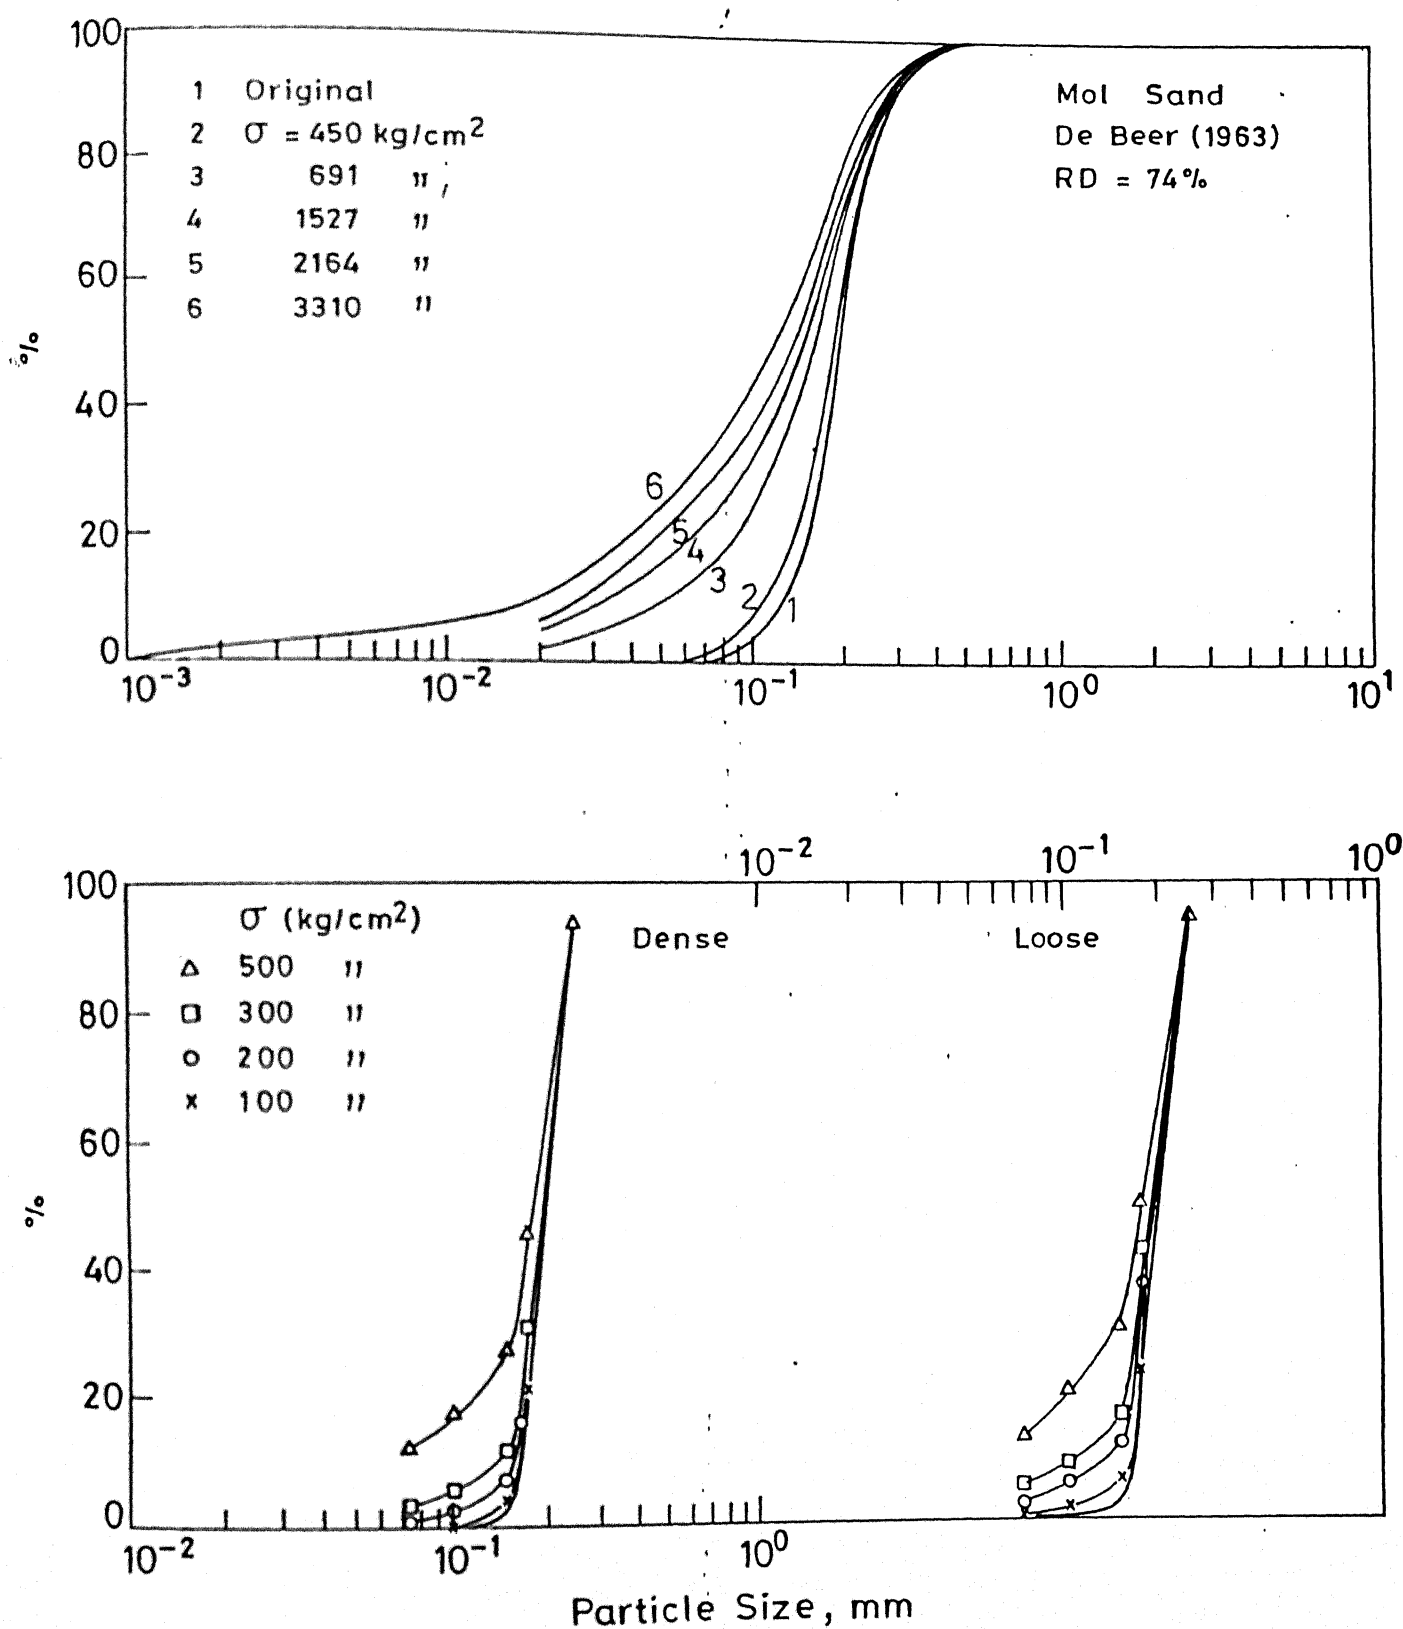 100
1 Original
Mol Sand
2 σ = 450 kg/cm²
De Beer (1963)
80
3 691 "
RD = 74%
4 1527 "
60
5 2164 "
6 3310 "
%
40
6
20
5
4
3
2
1
0
10⁻³ 10⁻² 10⁻¹ 10⁰ 10¹
10⁻² 10⁻¹ 10⁰
100
σ (kg/cm²)
Dense
Loose
△ 500 "
80
□ 300 "
○ 200 "
x 100 "
60
%
40
20
0
10⁻² 10⁻¹ 10⁰
Particle Size, mm